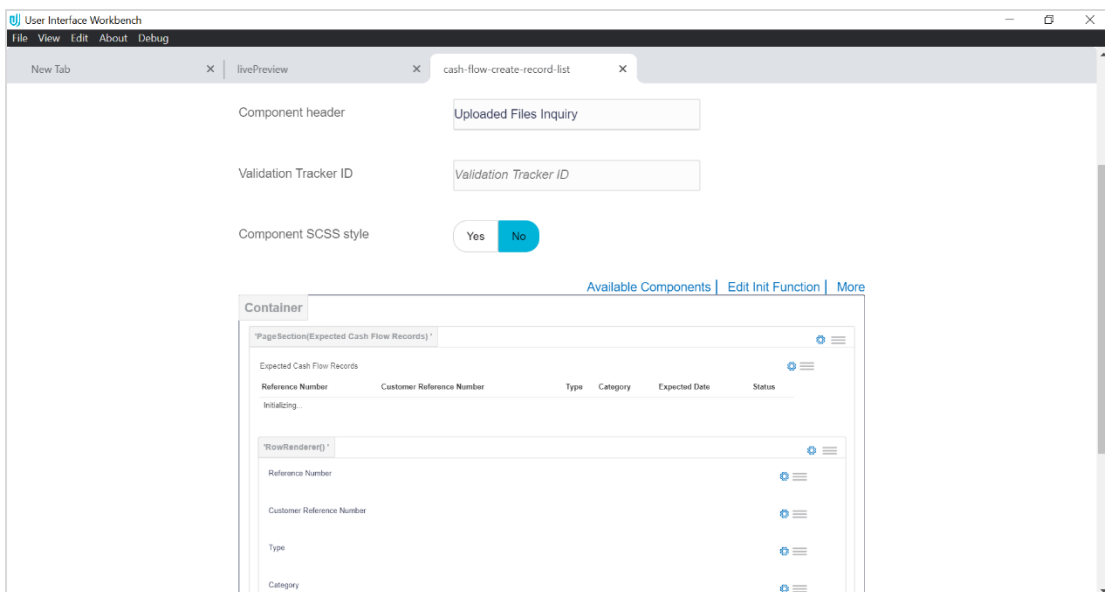 User Interface Workbench
File View Edit About Debug
New Tab
livePreview
cash-flow-create-record-list
Component header
Uploaded Files Inquiry
Validation Tracker ID
Validation Tracker ID
Component SCSS style
Yes
No
Available Components | Edit Init Function | More
Container
'PageSection(Expected Cash Flow Records) '
Expected Cash Flow Records
Reference Number Customer Reference Number Type Category Expected Date Status
Initializing...
'RowRenderer() '
Reference Number
Customer Reference Number
Type
Category